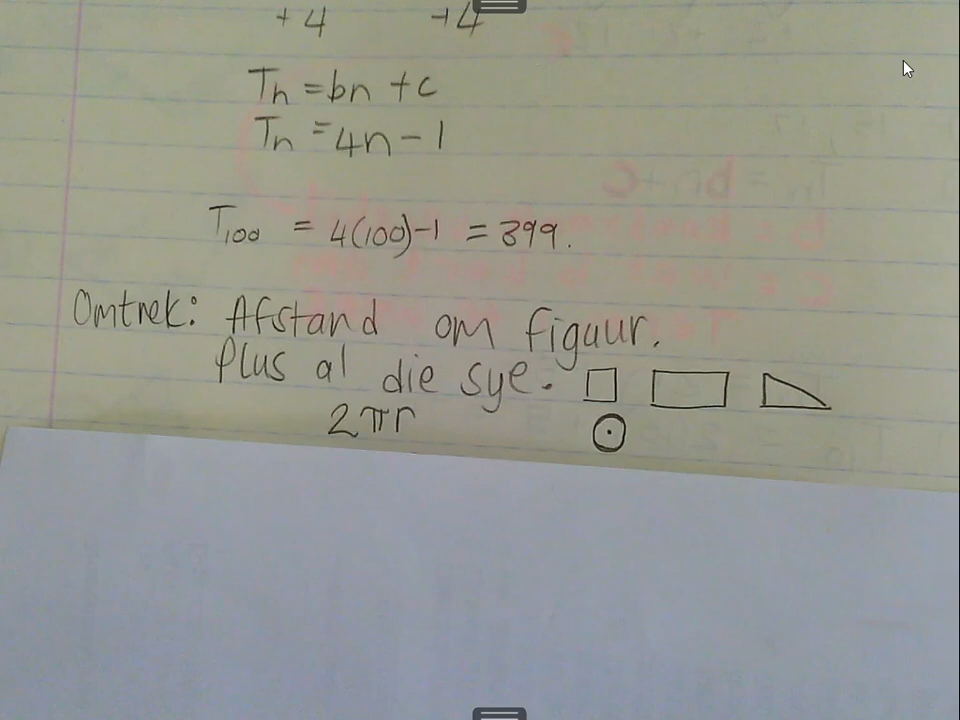 +4 +4
Tn = bn + c
Tn = 4n - 1
T100 = 4(100)-1 = 399.
Omtrek: Afstand om figuur.
Plus al die sye.
2πr